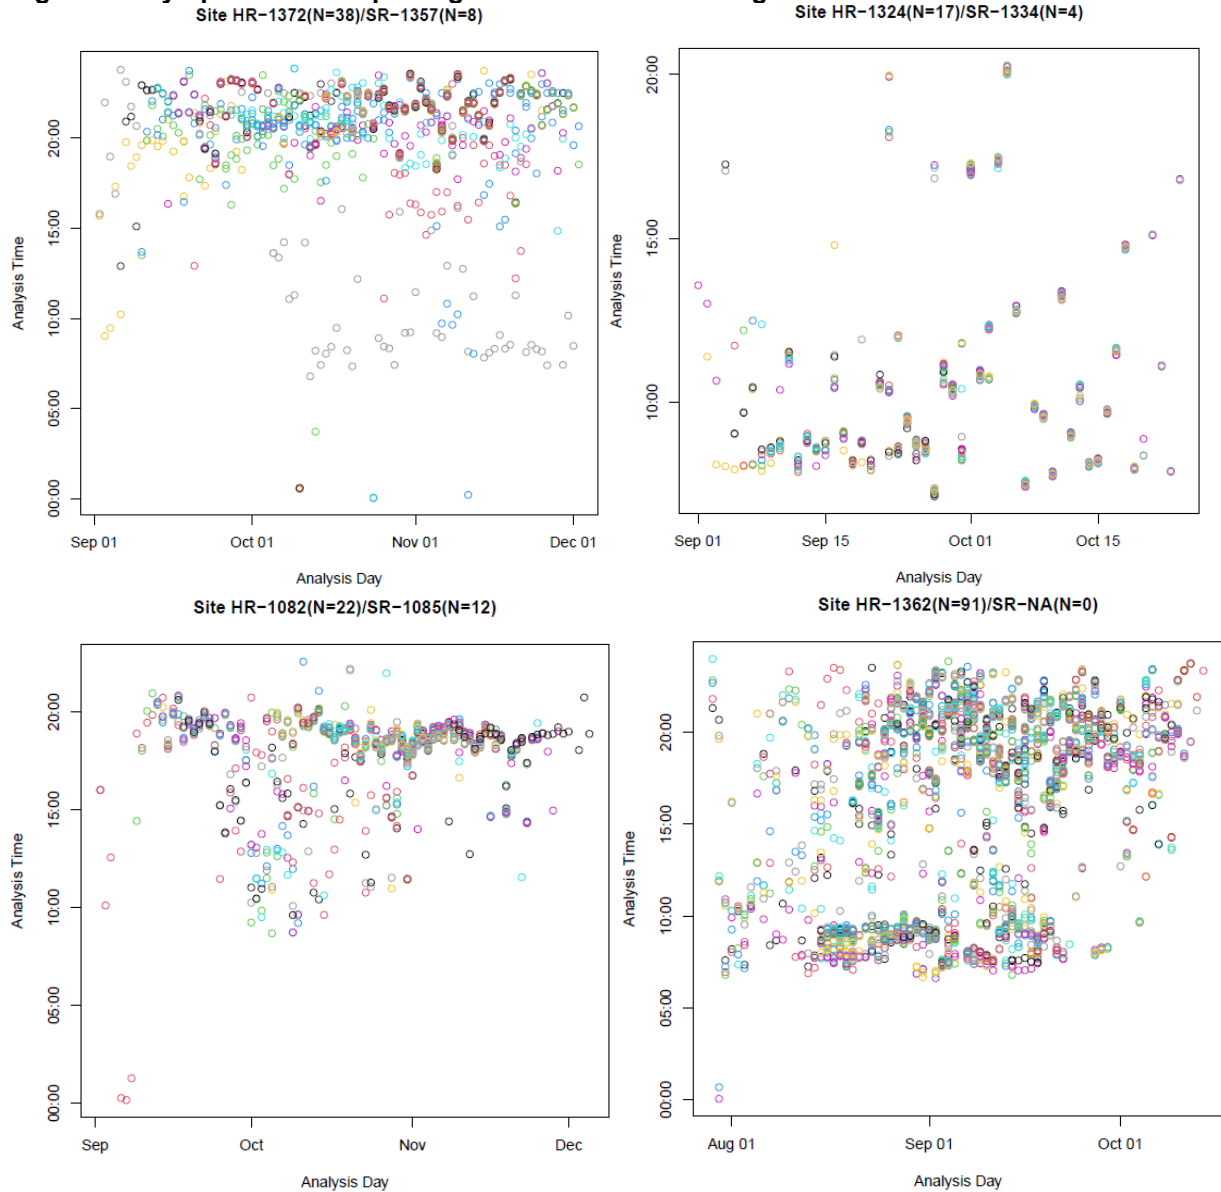 Site HR−1372(N=38)/SR−1357(N=8)
20:00
15:00
10:00
05:00
00:00
Analysis Time
Sep 01 Oct 01 Nov 01 Dec 01
Analysis Day
Site HR−1324(N=17)/SR−1334(N=4)
20:00
15:00
10:00
Analysis Time
Sep 01 Sep 15 Oct 01 Oct 15
Analysis Day
Site HR−1082(N=22)/SR−1085(N=12)
20:00
15:00
10:00
05:00
00:00
Analysis Time
Sep Oct Nov Dec
Analysis Day
Site HR−1362(N=91)/SR−NA(N=0)
20:00
15:00
10:00
05:00
00:00
Analysis Time
Aug 01 Sep 01 Oct 01
Analysis Day